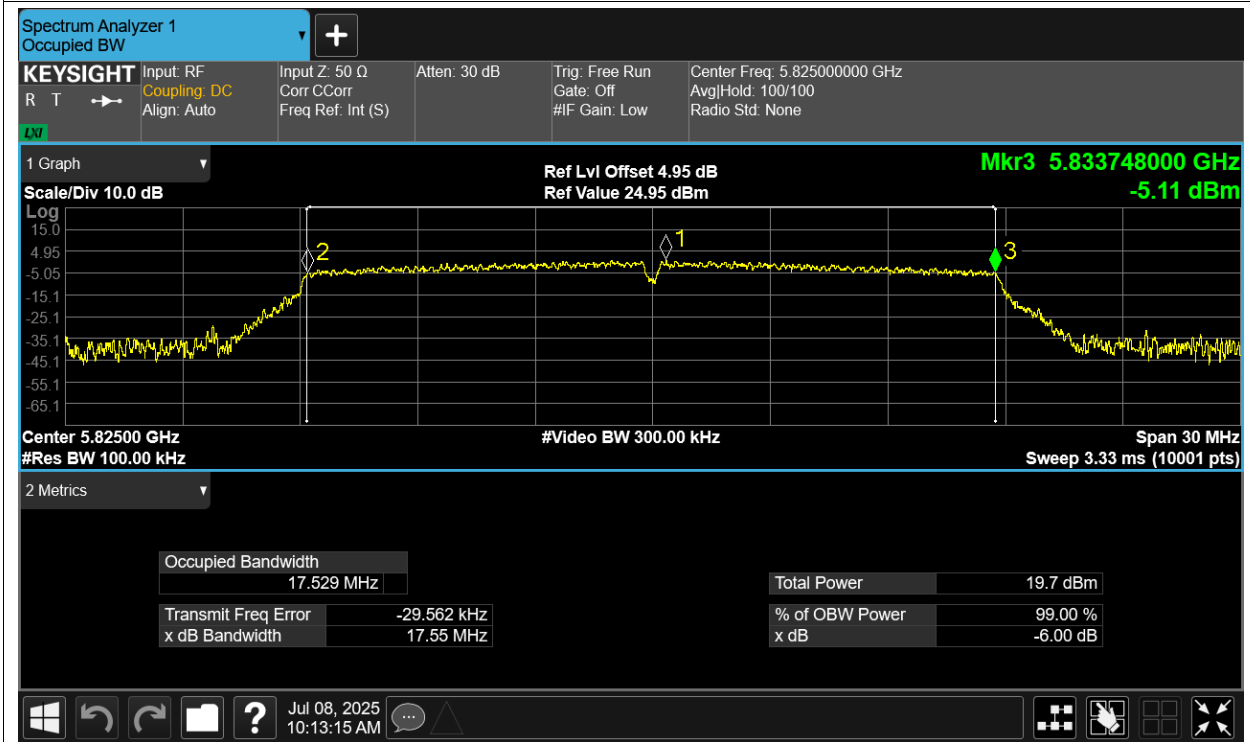 Spectrum Analyzer 1
Occupied BW
KEYSIGHT
R T
LXI
Input: RF
Coupling: DC
Align: Auto
Input Z: 50 Ω
Corr CCorr
Freq Ref: Int (S)
Atten: 30 dB
Trig: Free Run
Gate: Off
#IF Gain: Low
Center Freq: 5.825000000 GHz
Avg|Hold: 100/100
Radio Std: None
1 Graph
Scale/Div 10.0 dB
Ref Lvl Offset 4.95 dB
Ref Value 24.95 dBm
Mkr3 5.833748000 GHz
-5.11 dBm
Log
15.0
4.95
-5.05
-15.1
-25.1
-35.1
-45.1
-55.1
-65.1
2
1
3
Center 5.82500 GHz
#Res BW 100.00 kHz
#Video BW 300.00 kHz
Span 30 MHz
Sweep 3.33 ms (10001 pts)
2 Metrics
Occupied Bandwidth
17.529 MHz
Transmit Freq Error -29.562 kHz
x dB Bandwidth 17.55 MHz
Total Power 19.7 dBm
% of OBW Power 99.00 %
x dB -6.00 dB
?
Jul 08, 2025
10:13:15 AM